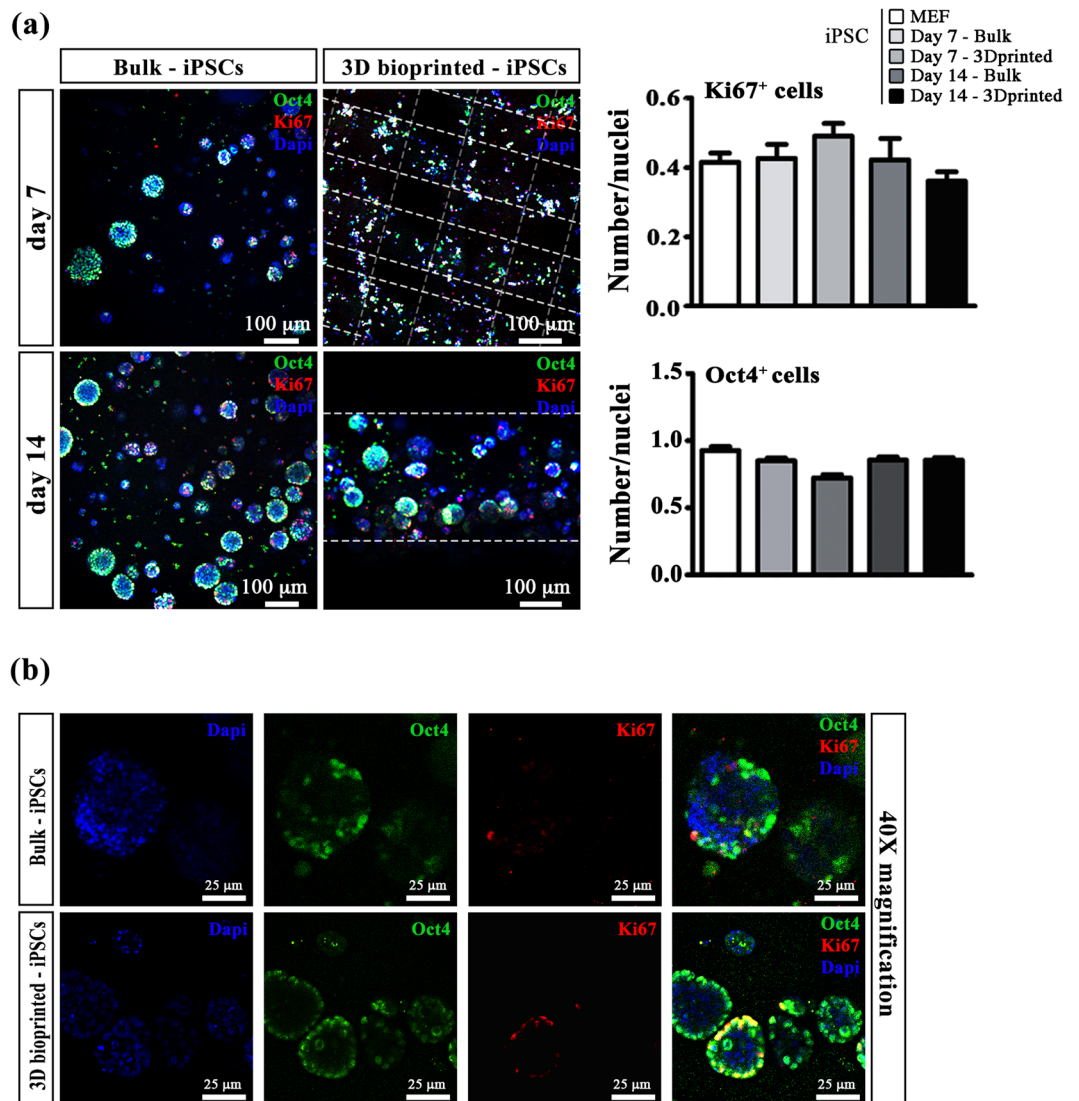 (a)
Bulk - iPSCs
3D bioprinted - iPSCs
day 7
Oct4
Ki67
Dapi
100 µm
Oct4
Ki67
Dapi
100 µm
day 14
Oct4
Ki67
Dapi
100 µm
Oct4
Ki67
Dapi
100 µm
iPSC
MEF
Day 7 - Bulk
Day 7 - 3Dprinted
Day 14 - Bulk
Day 14 - 3Dprinted
Ki67+ cells
Number/nuclei
0.6
0.4
0.2
0.0
Oct4+ cells
Number/nuclei
1.5
1.0
0.5
0.0
(b)
Bulk - iPSCs
Dapi
25 µm
Oct4
25 µm
Ki67
25 µm
Oct4
Ki67
Dapi
25 µm
3D bioprinted - iPSCs
Dapi
25 µm
Oct4
25 µm
Ki67
25 µm
Oct4
Ki67
Dapi
25 µm
40X magnification